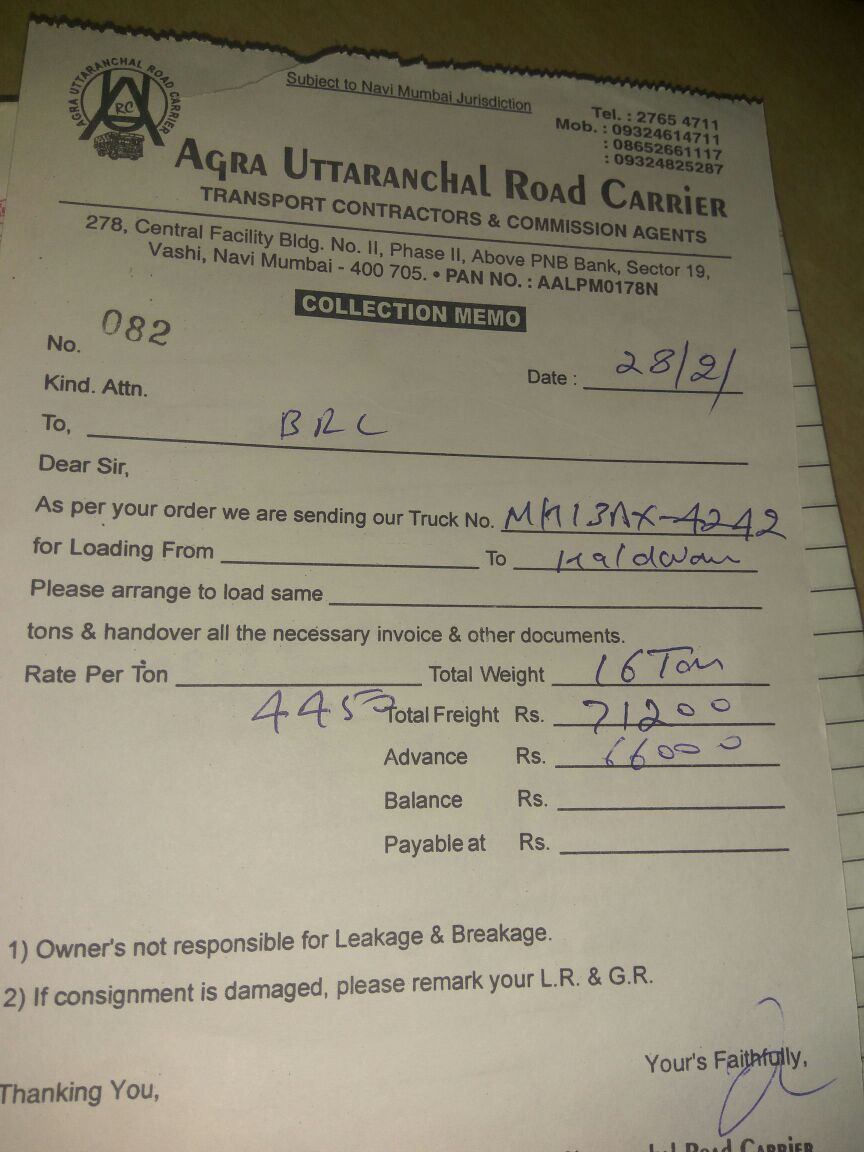 AGRA UTTARANCHAL ROAD CARRIER
RC
Subject to Navi Mumbai Jurisdiction
Tel. : 2765 4711
Mob. : 09324614711
: 08652661117
: 09324825287
AGRA UTTARANCHAL ROAD CARRIER
TRANSPORT CONTRACTORS & COMMISSION AGENTS
278, Central Facility Bldg. No. II, Phase II, Above PNB Bank, Sector 19,
Vashi, Navi Mumbai - 400 705. • PAN NO. : AALPM0178N
COLLECTION MEMO
No. 082
Date : 28/2/
Kind. Attn.
To, BRC
Dear Sir,
As per your order we are sending our Truck No. MH13AX-4242
for Loading From To Haldwani
Please arrange to load same
tons & handover all the necessary invoice & other documents.
Rate Per Ton 4450 Total Weight 16 Ton
Total Freight Rs. 71200
Advance Rs. 66000
Balance Rs.
Payable at Rs.
1) Owner's not responsible for Leakage & Breakage.
2) If consignment is damaged, please remark your L.R. & G.R.
Your's Faithfully,
Thanking You,
Road CARRIER